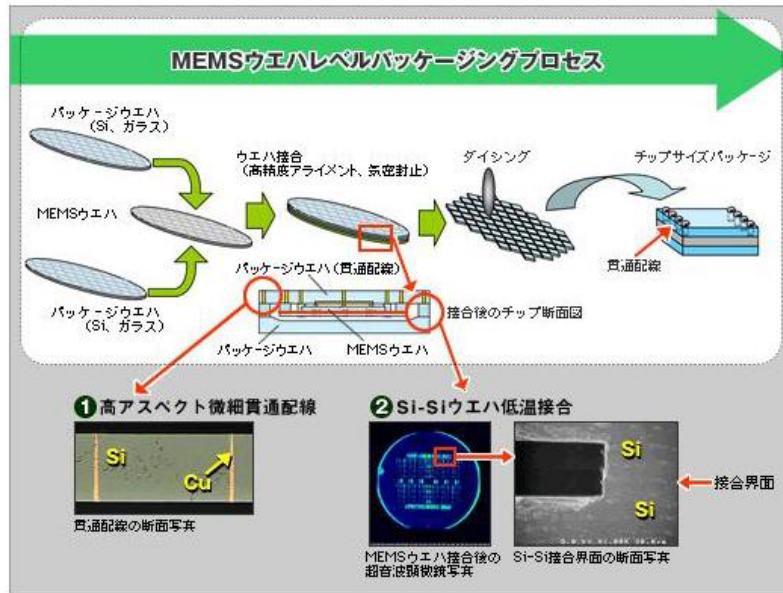 MEMSウエハレベルパッケージングプロセス
パッケージウエハ
(Si、ガラス)
ウエハ接合
(高精度アライメント、気密封止)
ダイシング
チップサイズパッケージ
MEMSウエハ
貫通配線
パッケージウエハ(貫通配線)
パッケージウエハ
(Si、ガラス)
接合後のチップ断面図
パッケージウエハ
MEMSウエハ
1 高アスペクト微細貫通配線
2 Si-Siウエハ低温接合
Si
Cu
Si
Si
接合界面
貫通配線の断面写真
MEMSウエハ接合後の
超音波顕微鏡写真
Si-Si接合界面の断面写真